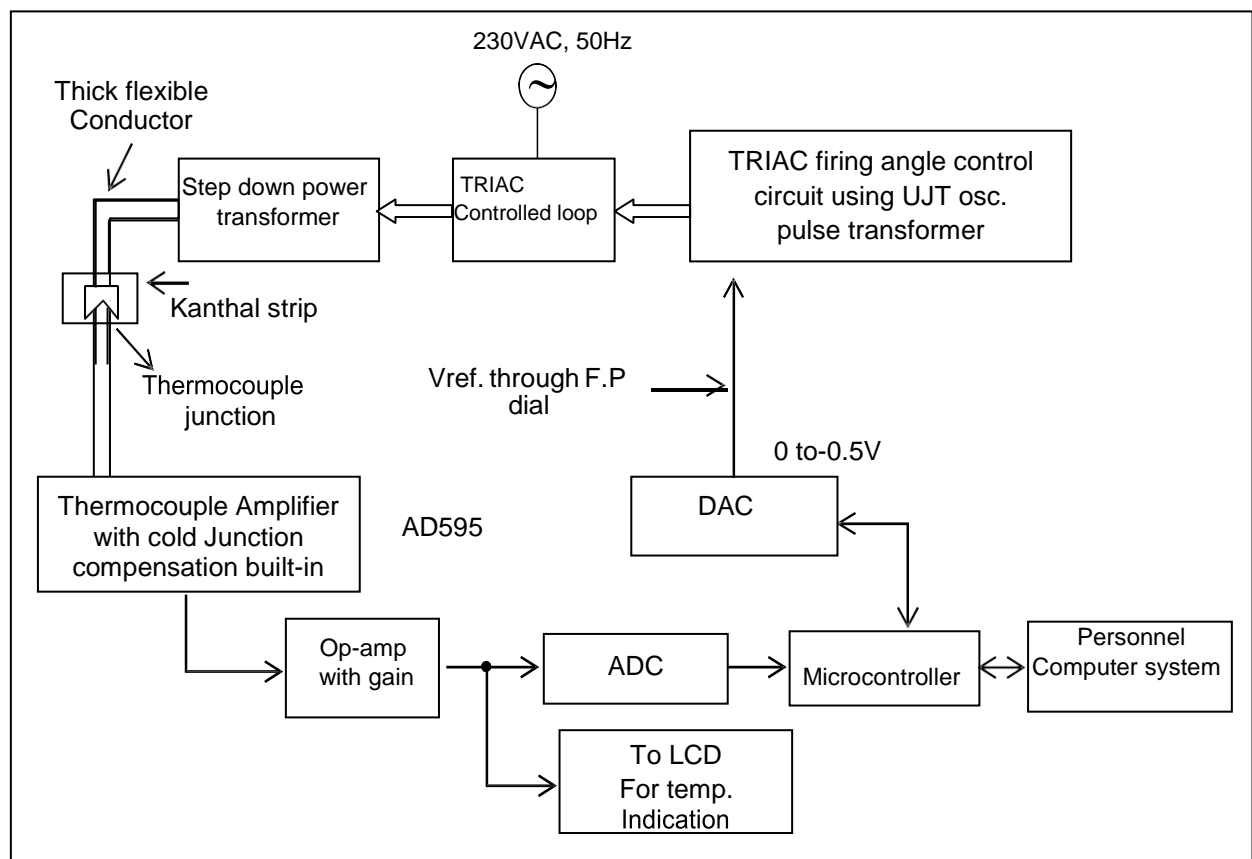 230VAC, 50Hz
Thick flexible
Conductor
Step down power
transformer
TRIAC
Controlled loop
TRIAC firing angle control
circuit using UJT osc.
pulse transformer
Kanthal strip
Thermocouple
junction
Vref. through F.P
dial
0 to-0.5V
Thermocouple Amplifier
with cold Junction
compensation built-in
AD595
DAC
Op-amp
with gain
ADC
Microcontroller
Personnel
Computer system
To LCD
For temp.
Indication